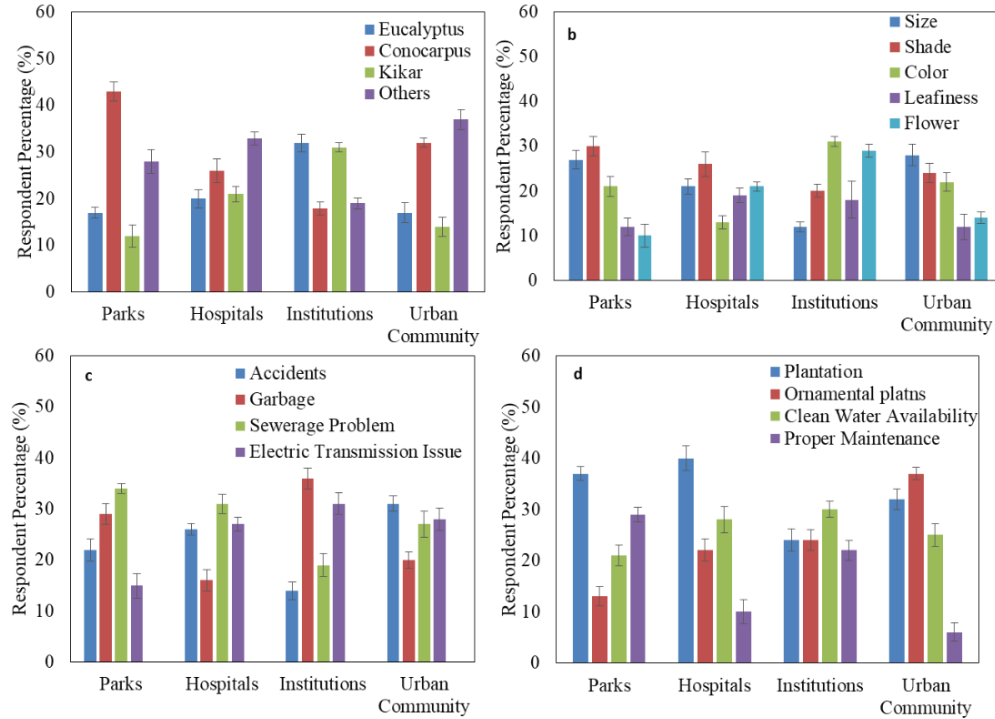 Respondent Percentage (%)
60
50
40
30
20
10
0
Eucalyptus
Conocarpus
Kikar
Others
Parks
Hospitals
Institutions
Urban
Community
Respondent Percentage (%)
60
50
40
30
20
10
0
b
Size
Shade
Color
Leafiness
Flower
Parks
Hospitals
Institutions
Urban
Community
Respondent Percentage (%)
60
50
40
30
20
10
0
c
Accidents
Garbage
Sewerage Problem
Electric Transmission Issue
Parks
Hospitals
Institutions
Urban
Community
Respondent Percentage (%)
60
50
40
30
20
10
0
d
Plantation
Ornamental platns
Clean Water Availability
Proper Maintenance
Parks
Hospitals
Institutions
Urban
Community